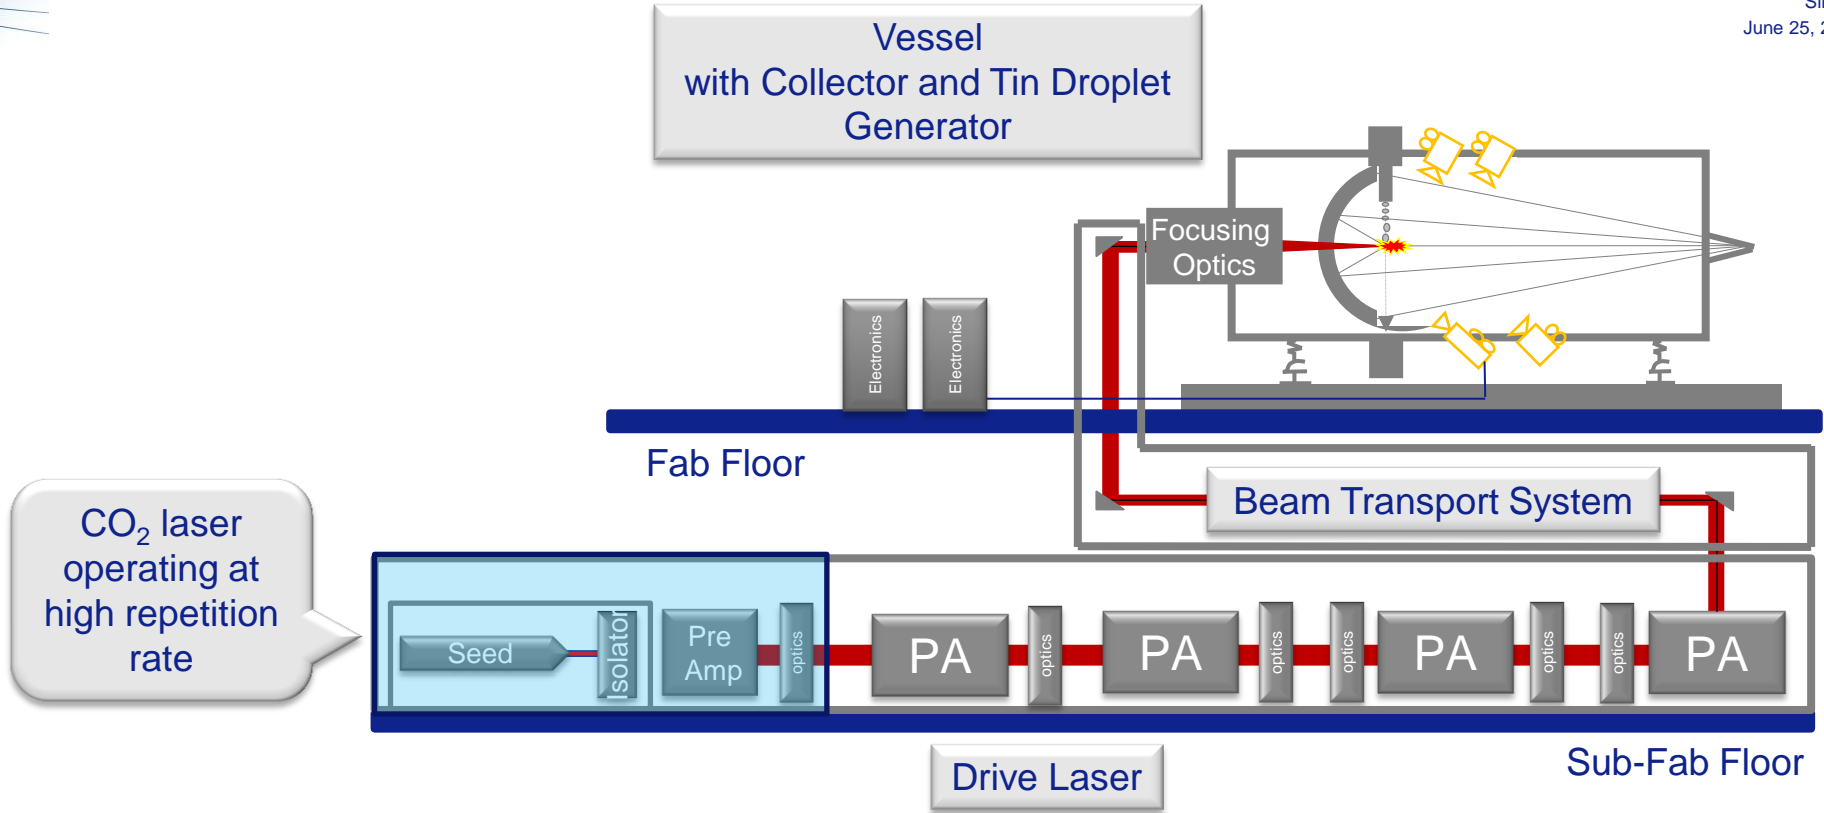 June 25, 2
Vessel
with Collector and Tin Droplet
Generator
Focusing
Optics
Electronics
Electronics
Fab Floor
Beam Transport System
CO₂ laser
operating at
high repetition
rate
Seed
Isolator
Pre
Amp
optics
PA
optics
PA
optics
optics
PA
optics
optics
PA
Sub-Fab Floor
Drive Laser